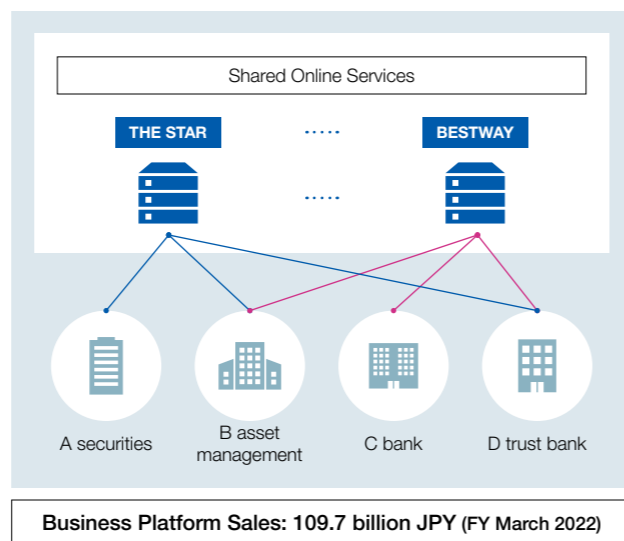 Shared Online Services
THE STAR ..... BESTWAY
.....
A securities
B asset
management
C bank
D trust bank
Business Platform Sales: 109.7 billion JPY (FY March 2022)